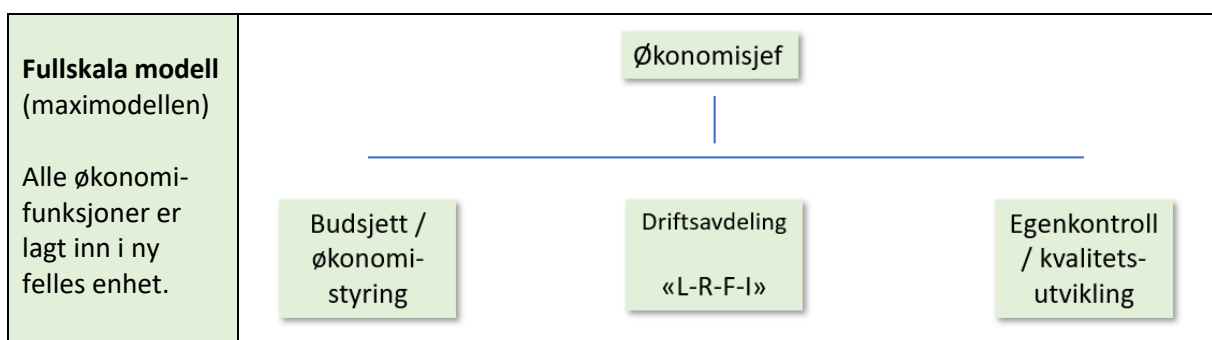 Fullskala modell
(maximodellen)
Alle økonomi-
funksjoner er
lagt inn i ny
felles enhet.
Økonomisjef
Budsjett /
økonomi-
styring
Driftsavdeling
«L-R-F-I»
Egenkontroll
/ kvalitets-
utvikling